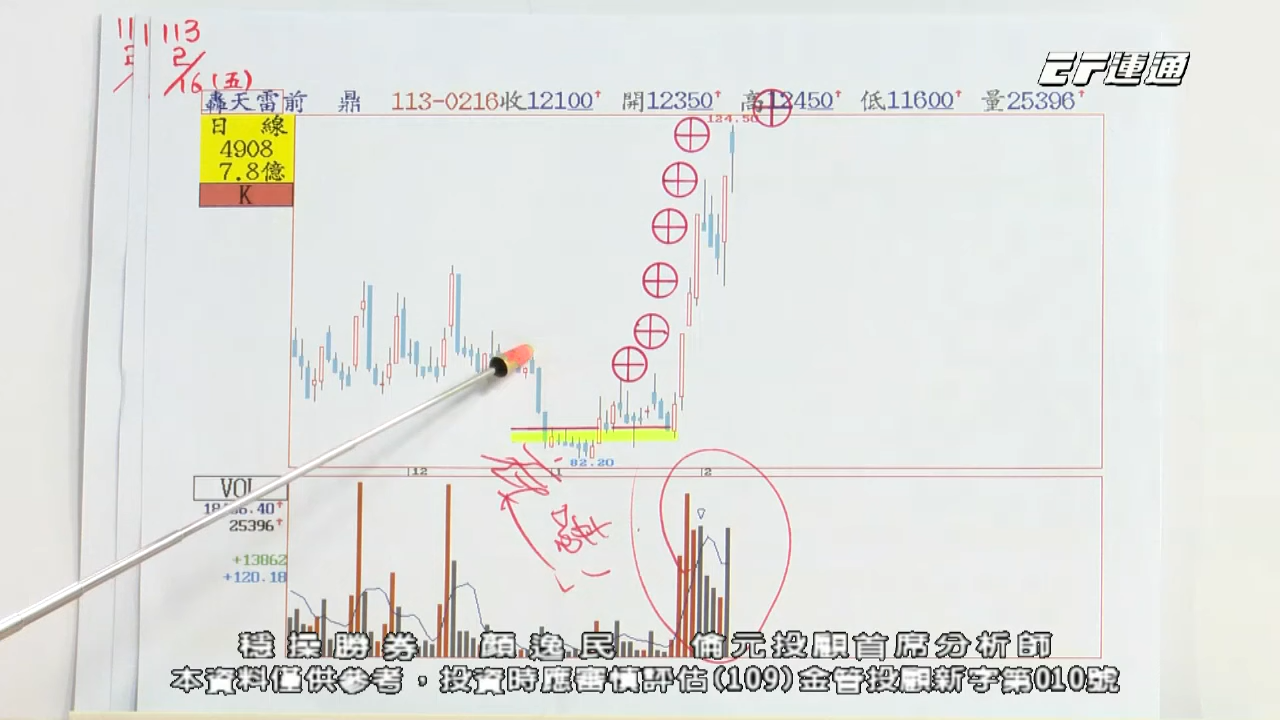 113
2/16(五)
EF運通
轟天雷前 鼎 113-0216收12100↑ 開12350↑ 高12450↑ 低11600↑ 量25396↑
124.50
日 線
4908
7.8億
K
82.20
12 1 2
VOL
25396↑
+13862
+120.18
穩操勝券 顏逸民 倫元投顧首席分析師
本資料僅供參考，投資時應審慎評估(109)金管投顧新字第010號